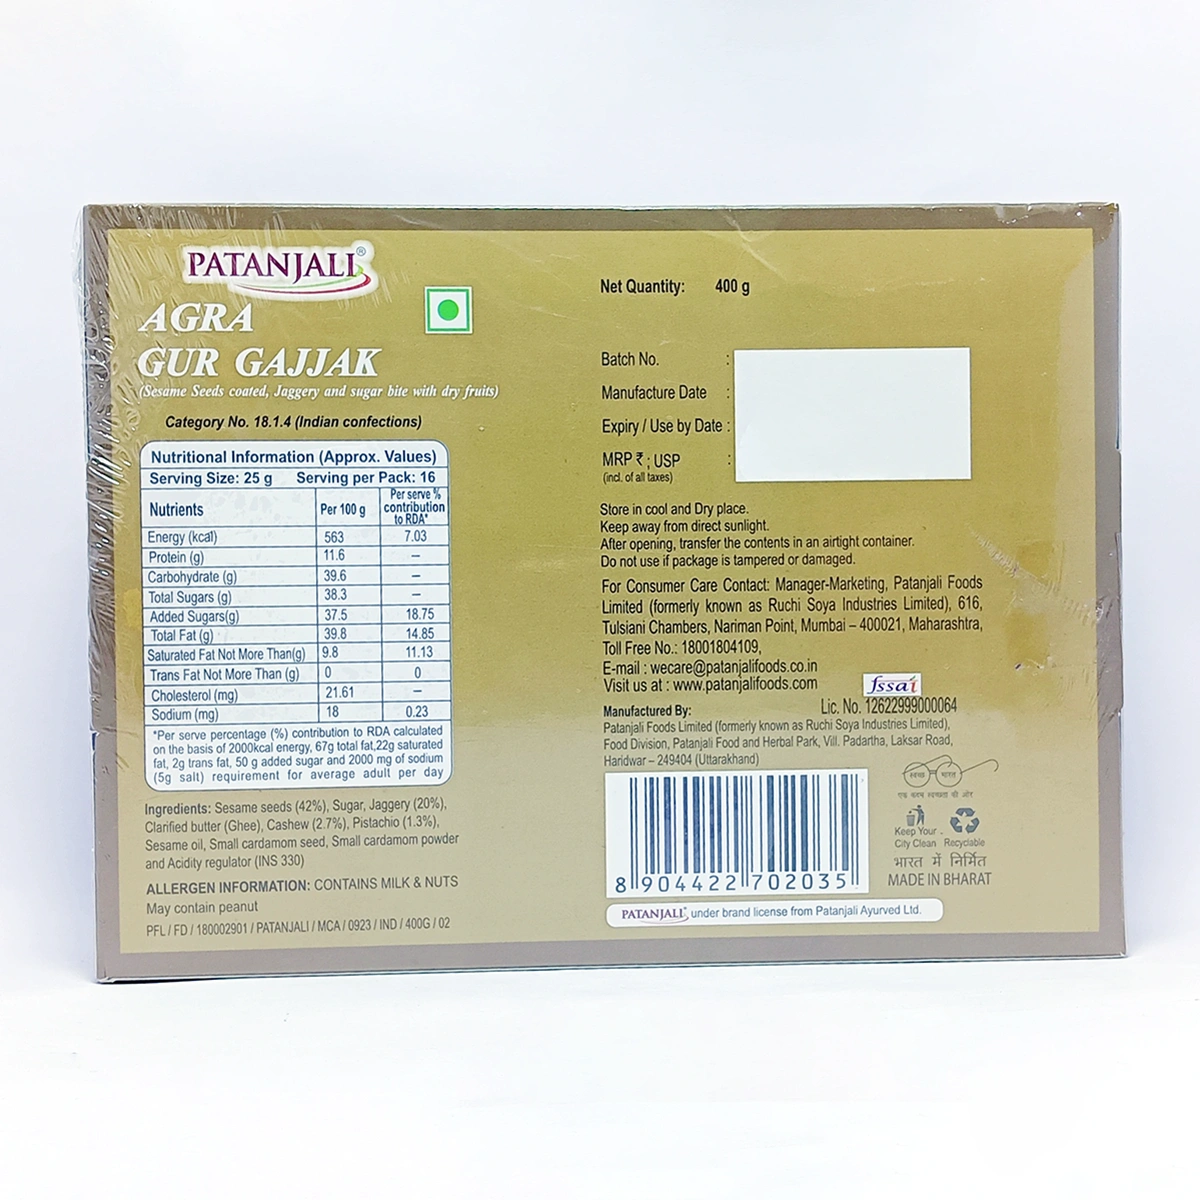 PATANJALI®
AGRA
GUR GAJJAK
(Sesame Seeds coated, Jaggery and sugar bite with dry fruits)
Category No. 18.1.4 (Indian confections)
Nutritional Information (Approx. Values)
Serving Size: 25 g Serving per Pack: 16
Nutrients Per 100 g Per serve % contribution to RDA*
Energy (kcal) 563 7.03
Protein (g) 11.6 –
Carbohydrate (g) 39.6 –
Total Sugars (g) 38.3 –
Added Sugars(g) 37.5 18.75
Total Fat (g) 39.8 14.85
Saturated Fat Not More Than(g) 9.8 11.13
Trans Fat Not More Than (g) 0 0
Cholesterol (mg) 21.61 –
Sodium (mg) 18 0.23
*Per serve percentage (%) contribution to RDA calculated
on the basis of 2000kcal energy, 67g total fat,22g saturated
fat, 2g trans fat, 50 g added sugar and 2000 mg of sodium
(5g salt) requirement for average adult per day
Ingredients: Sesame seeds (42%), Sugar, Jaggery (20%),
Clarified butter (Ghee), Cashew (2.7%), Pistachio (1.3%),
Sesame oil, Small cardamom seed, Small cardamom powder
and Acidity regulator (INS 330)
ALLERGEN INFORMATION: CONTAINS MILK & NUTS
May contain peanut
PFL / FD / 180002901 / PATANJALI / MCA / 0923 / IND / 400G / 02
Net Quantity: 400 g
Batch No. :
Manufacture Date :
Expiry / Use by Date :
MRP ₹ ; USP :
(incl. of all taxes)
Store in cool and Dry place.
Keep away from direct sunlight.
After opening, transfer the contents in an airtight container.
Do not use if package is tampered or damaged.
For Consumer Care Contact: Manager-Marketing, Patanjali Foods
Limited (formerly known as Ruchi Soya Industries Limited), 616,
Tulsiani Chambers, Nariman Point, Mumbai – 400021, Maharashtra,
Toll Free No.: 18001804109,
E-mail : wecare@patanjalifoods.co.in
Visit us at : www.patanjalifoods.com
fssai
Lic. No. 12622999000064
Manufactured By:
Patanjali Foods Limited (formerly known as Ruchi Soya Industries Limited),
Food Division, Patanjali Food and Herbal Park, Vill. Padartha, Laksar Road,
Haridwar – 249404 (Uttarakhand)
स्वच्छ भारत
एक कदम स्वच्छता की ओर
Keep Your City Clean
Recyclable
भारत में निर्मित
MADE IN BHARAT
8 904422 702035
PATANJALI® under brand license from Patanjali Ayurved Ltd.